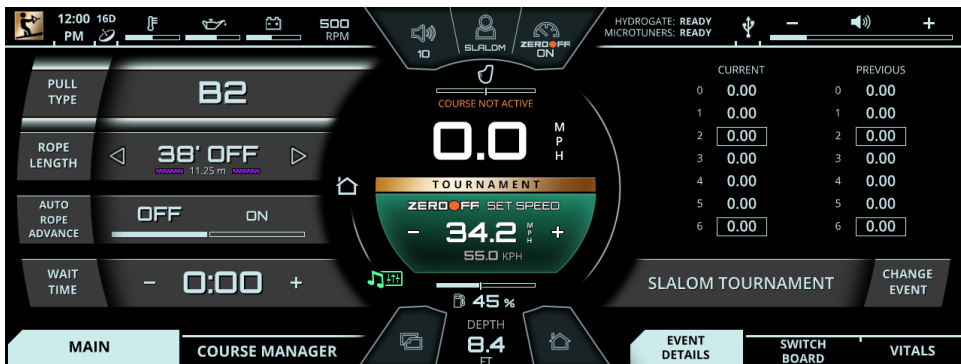 12:00 16D
PM
500
RPM
10
SLALOM
ZEROOFF
ON
HYDROGATE: READY
MICROTUNERS: READY
− +
PULL
TYPE
B2
ROPE
LENGTH
38' OFF
11.25 m
AUTO
ROPE
ADVANCE
OFF ON
WAIT
TIME
− 0:00 +
COURSE NOT ACTIVE
0.0
M
P
H
TOURNAMENT
ZEROOFF SET SPEED
− 34.2 +
M
P
H
55.0 KPH
45 %
DEPTH
8.4
FT
CURRENT PREVIOUS
0 0.00 0 0.00
1 0.00 1 0.00
2 0.00 2 0.00
3 0.00 3 0.00
4 0.00 4 0.00
5 0.00 5 0.00
6 0.00 6 0.00
SLALOM TOURNAMENT
CHANGE
EVENT
MAIN
COURSE MANAGER
EVENT
DETAILS
SWITCH
BOARD
VITALS